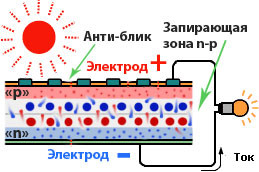 Анти-блик
Запирающая
зона n-p
Электрод +
«p»
«n»
Электрод –
Ток